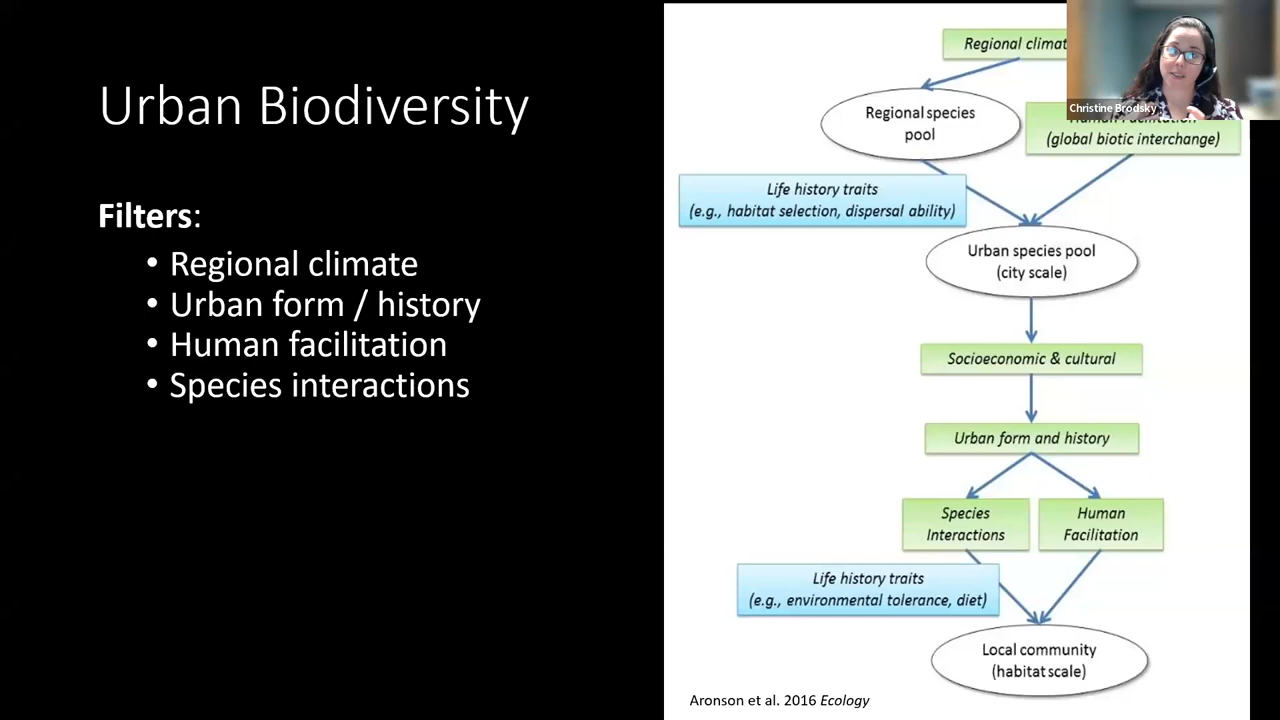 Urban Biodiversity
Filters:
• Regional climate
• Urban form / history
• Human facilitation
• Species interactions
Regional climat
Christine Brodsky
Regional species
pool
Human Facilitation
(global biotic interchange)
Life history traits
(e.g., habitat selection, dispersal ability)
Urban species pool
(city scale)
Socioeconomic & cultural
Urban form and history
Species
Interactions
Human
Facilitation
Life history traits
(e.g., environmental tolerance, diet)
Local community
(habitat scale)
Aronson et al. 2016 Ecology